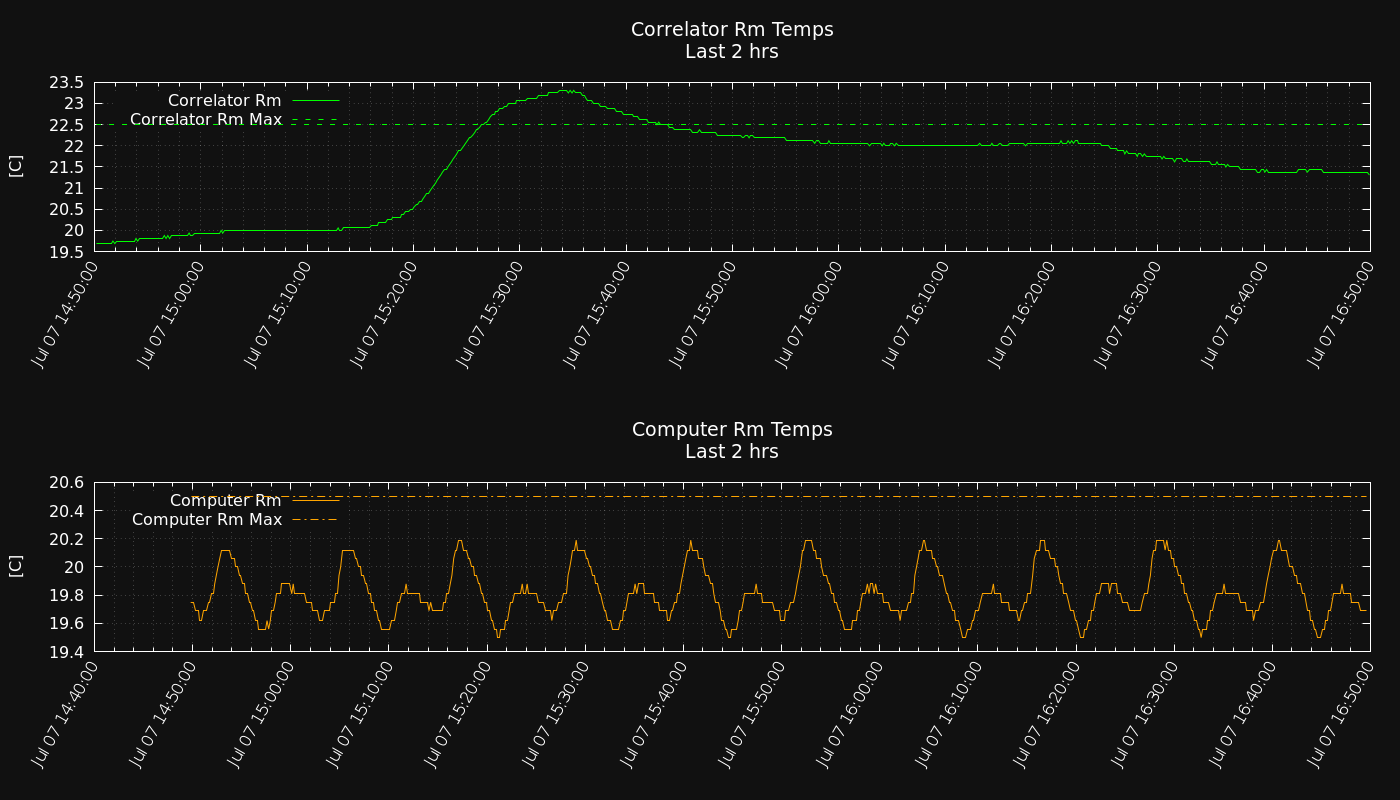 Correlator Rm Temps
Last 2 hrs
23.5
23
22.5
22
21.5
21
20.5
20
19.5
[C]
Correlator Rm
Correlator Rm Max
Jul 07 14:50:00
Jul 07 15:00:00
Jul 07 15:10:00
Jul 07 15:20:00
Jul 07 15:30:00
Jul 07 15:40:00
Jul 07 15:50:00
Jul 07 16:00:00
Jul 07 16:10:00
Jul 07 16:20:00
Jul 07 16:30:00
Jul 07 16:40:00
Jul 07 16:50:00
Computer Rm Temps
Last 2 hrs
20.6
20.4
20.2
20
19.8
19.6
19.4
[C]
Computer Rm
Computer Rm Max
Jul 07 14:40:00
Jul 07 14:50:00
Jul 07 15:00:00
Jul 07 15:10:00
Jul 07 15:20:00
Jul 07 15:30:00
Jul 07 15:40:00
Jul 07 15:50:00
Jul 07 16:00:00
Jul 07 16:10:00
Jul 07 16:20:00
Jul 07 16:30:00
Jul 07 16:40:00
Jul 07 16:50:00